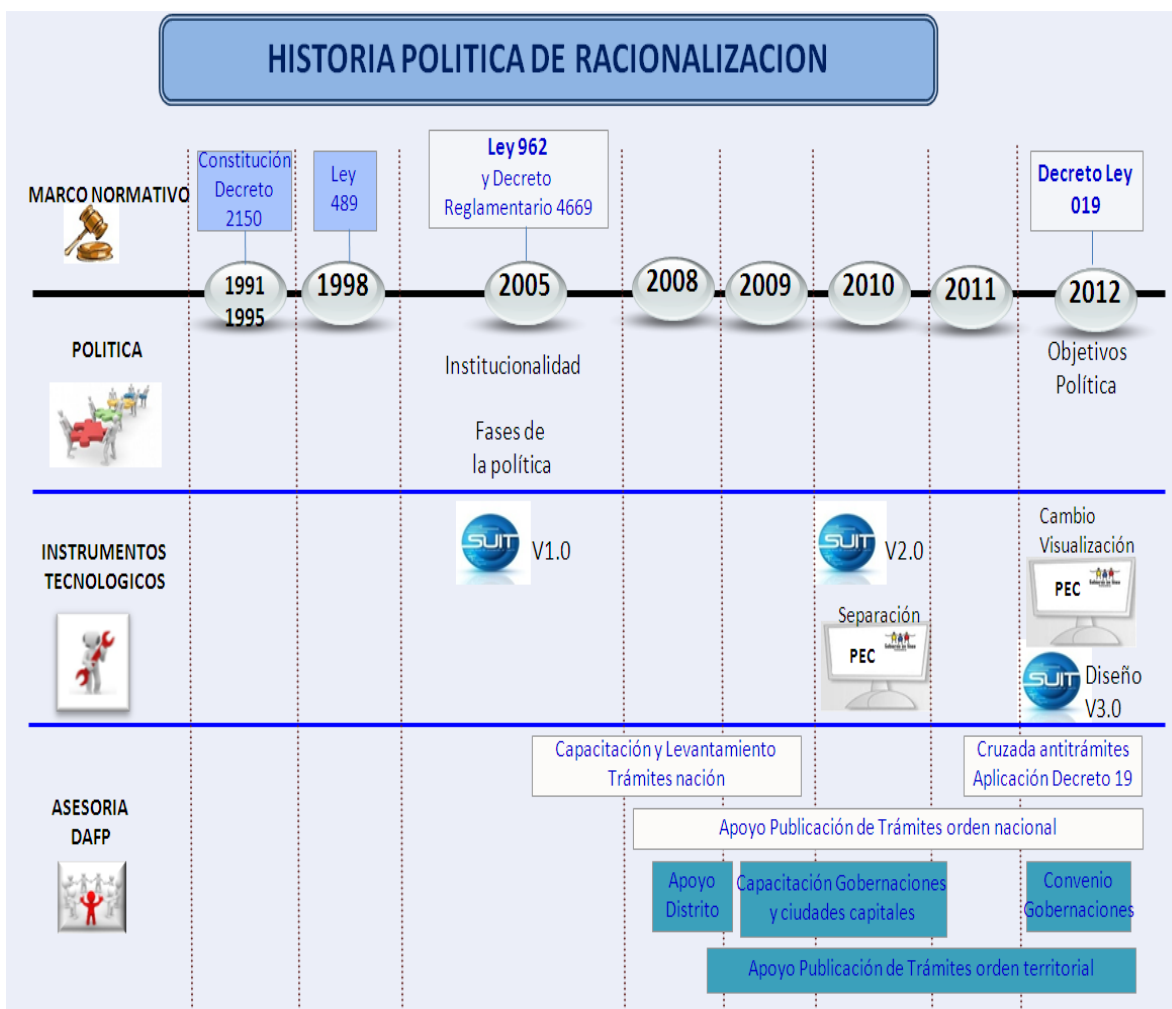 HISTORIA POLITICA DE RACIONALIZACION
MARCO NORMATIVO
Constitución
Decreto
2150
Ley
489
Ley 962
y Decreto
Reglamentario 4669
Decreto Ley
019
1991
1995
1998
2005
2008
2009
2010
2011
2012
POLITICA
Institucionalidad
Fases de
la política
Objetivos
Política
INSTRUMENTOS
TECNOLOGICOS
SUIT
V1.0
SUIT
V2.0
Separación
PEC
Cambio
Visualización
PEC
SUIT
Diseño
V3.0
ASESORIA
DAFP
Capacitación y Levantamiento
Trámites nación
Cruzada antitrámites
Aplicación Decreto 19
Apoyo Publicación de Trámites orden nacional
Apoyo
Distrito
Capacitación Gobernaciones
y ciudades capitales
Convenio
Gobernaciones
Apoyo Publicación de Trámites orden territorial